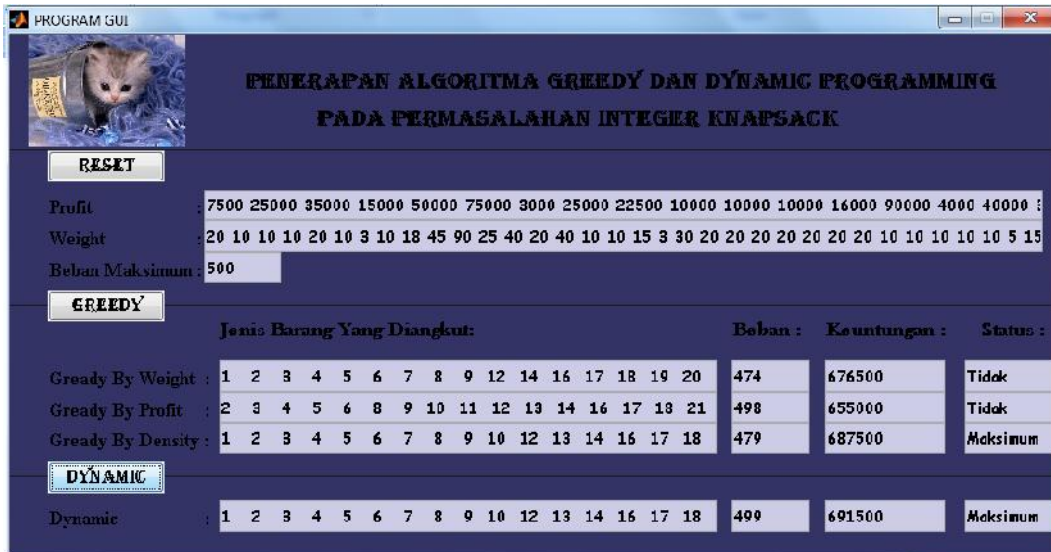 PROGRAM GUI
PENERAPAN ALGORITMA GREEDY DAN DYNAMIC PROGRAMMING
PADA PERMASALAHAN INTEGER KNAPSACK
RESET
Profit : 7500 25000 35000 15000 50000 75000 3000 25000 22500 10000 10000 10000 16000 90000 4000 40000
Weight : 20 10 10 10 20 10 3 10 18 45 90 25 40 20 40 10 10 15 3 30 20 20 20 20 20 20 20 10 10 10 10 10 5 15
Beban Maksimum : 500
GREEDY
Jenis Barang Yang Diangkut: Beban : Keuntungan : Status :
Gready By Weight : 1 2 3 4 5 6 7 8 9 12 14 16 17 18 19 20 474 676500 Tidak
Gready By Profit : 2 3 4 5 6 8 9 10 11 12 13 14 16 17 18 21 498 655000 Tidak
Gready By Density : 1 2 3 4 5 6 7 8 9 10 12 13 14 16 17 18 479 687500 Maksimum
DYNAMIC
Dynamic : 1 2 3 4 5 6 7 8 9 10 12 13 14 16 17 18 499 691500 Maksimum